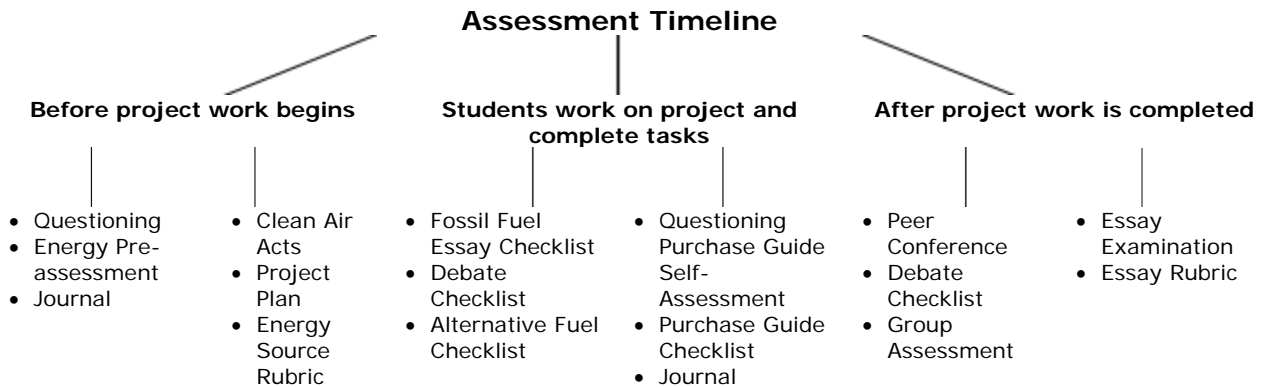 Assessment Timeline
Before project work begins
Students work on project and
complete tasks
After project work is completed
• Questioning
• Energy Pre-
assessment
• Journal
• Clean Air
Acts
• Project
Plan
• Energy
Source
Rubric
• Fossil Fuel
Essay Checklist
• Debate
Checklist
• Alternative Fuel
Checklist
• Questioning
Purchase Guide
Self-
Assessment
• Purchase Guide
Checklist
• Journal
• Peer
Conference
• Debate
Checklist
• Group
Assessment
• Essay
Examination
• Essay Rubric